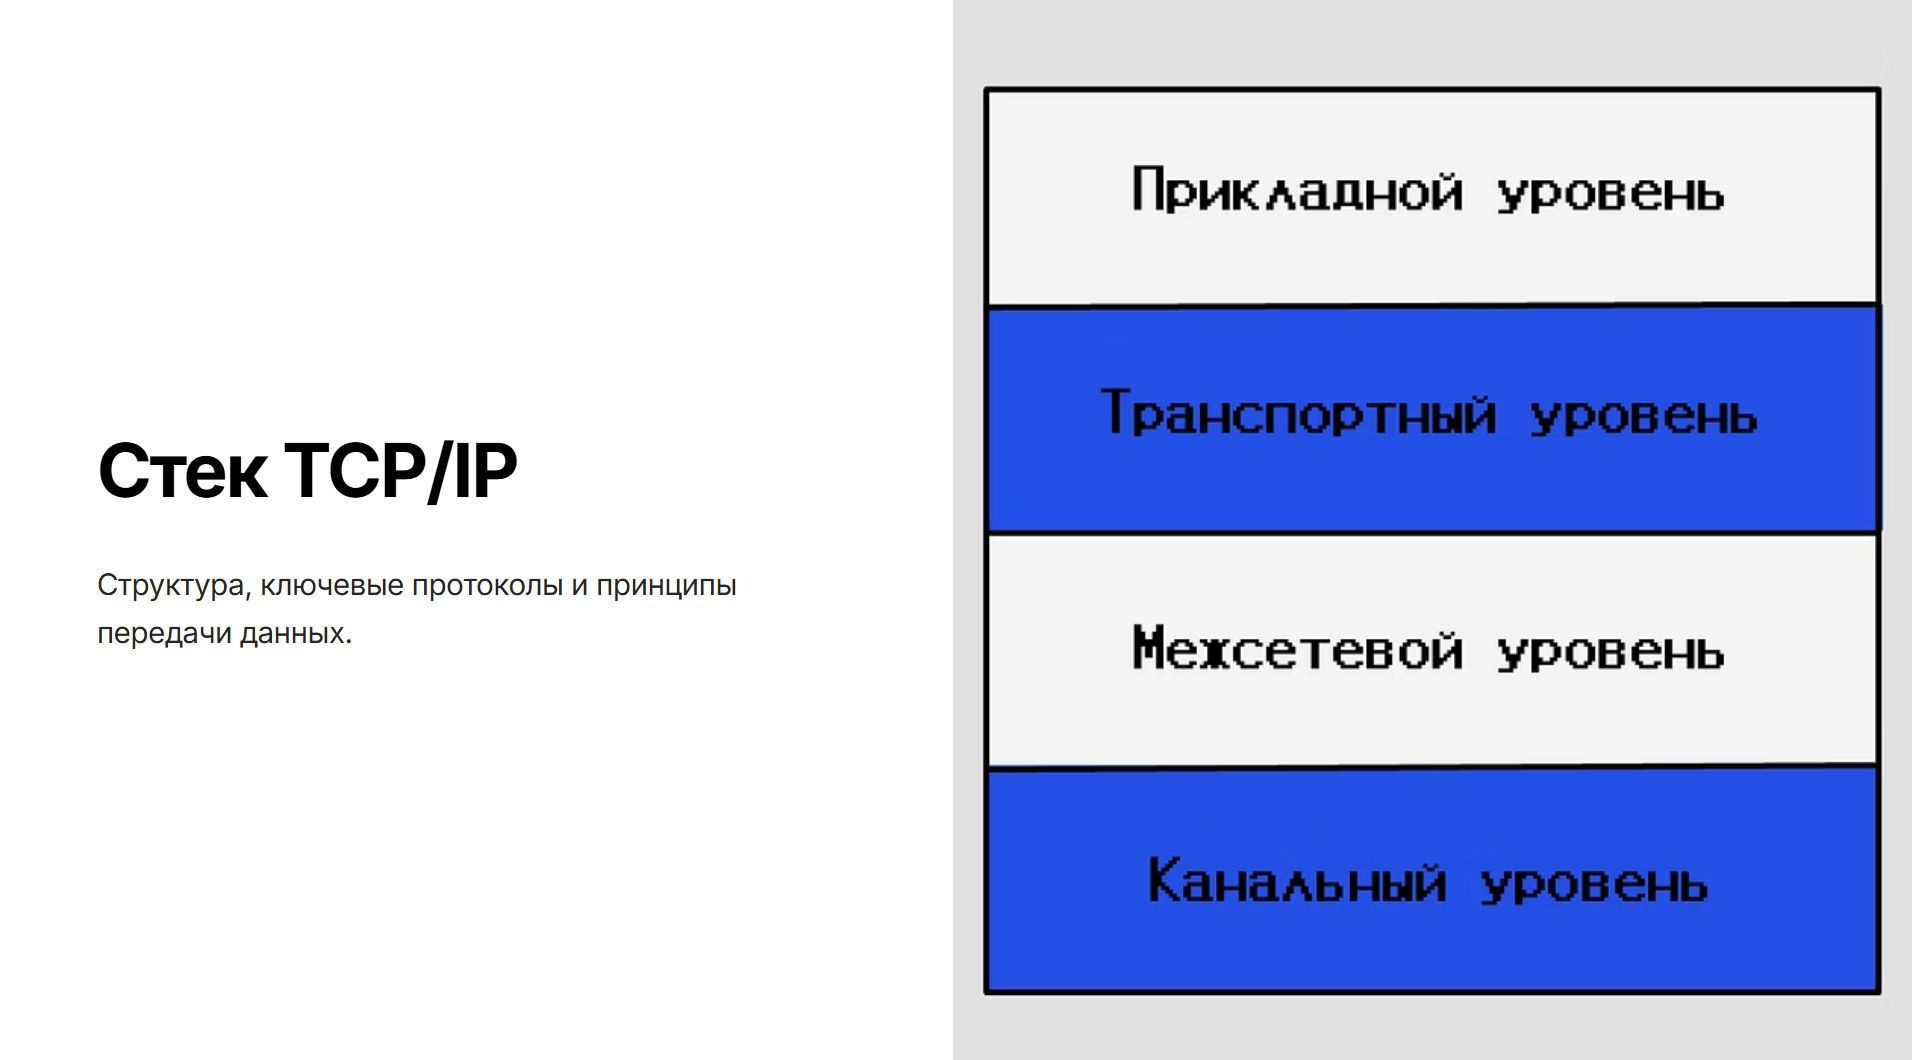 Стек TCP/IP
Структура, ключевые протоколы и принципы
передачи данных.
Прикладной уровень
Транспортный уровень
Межсетевой уровень
Канальный уровень